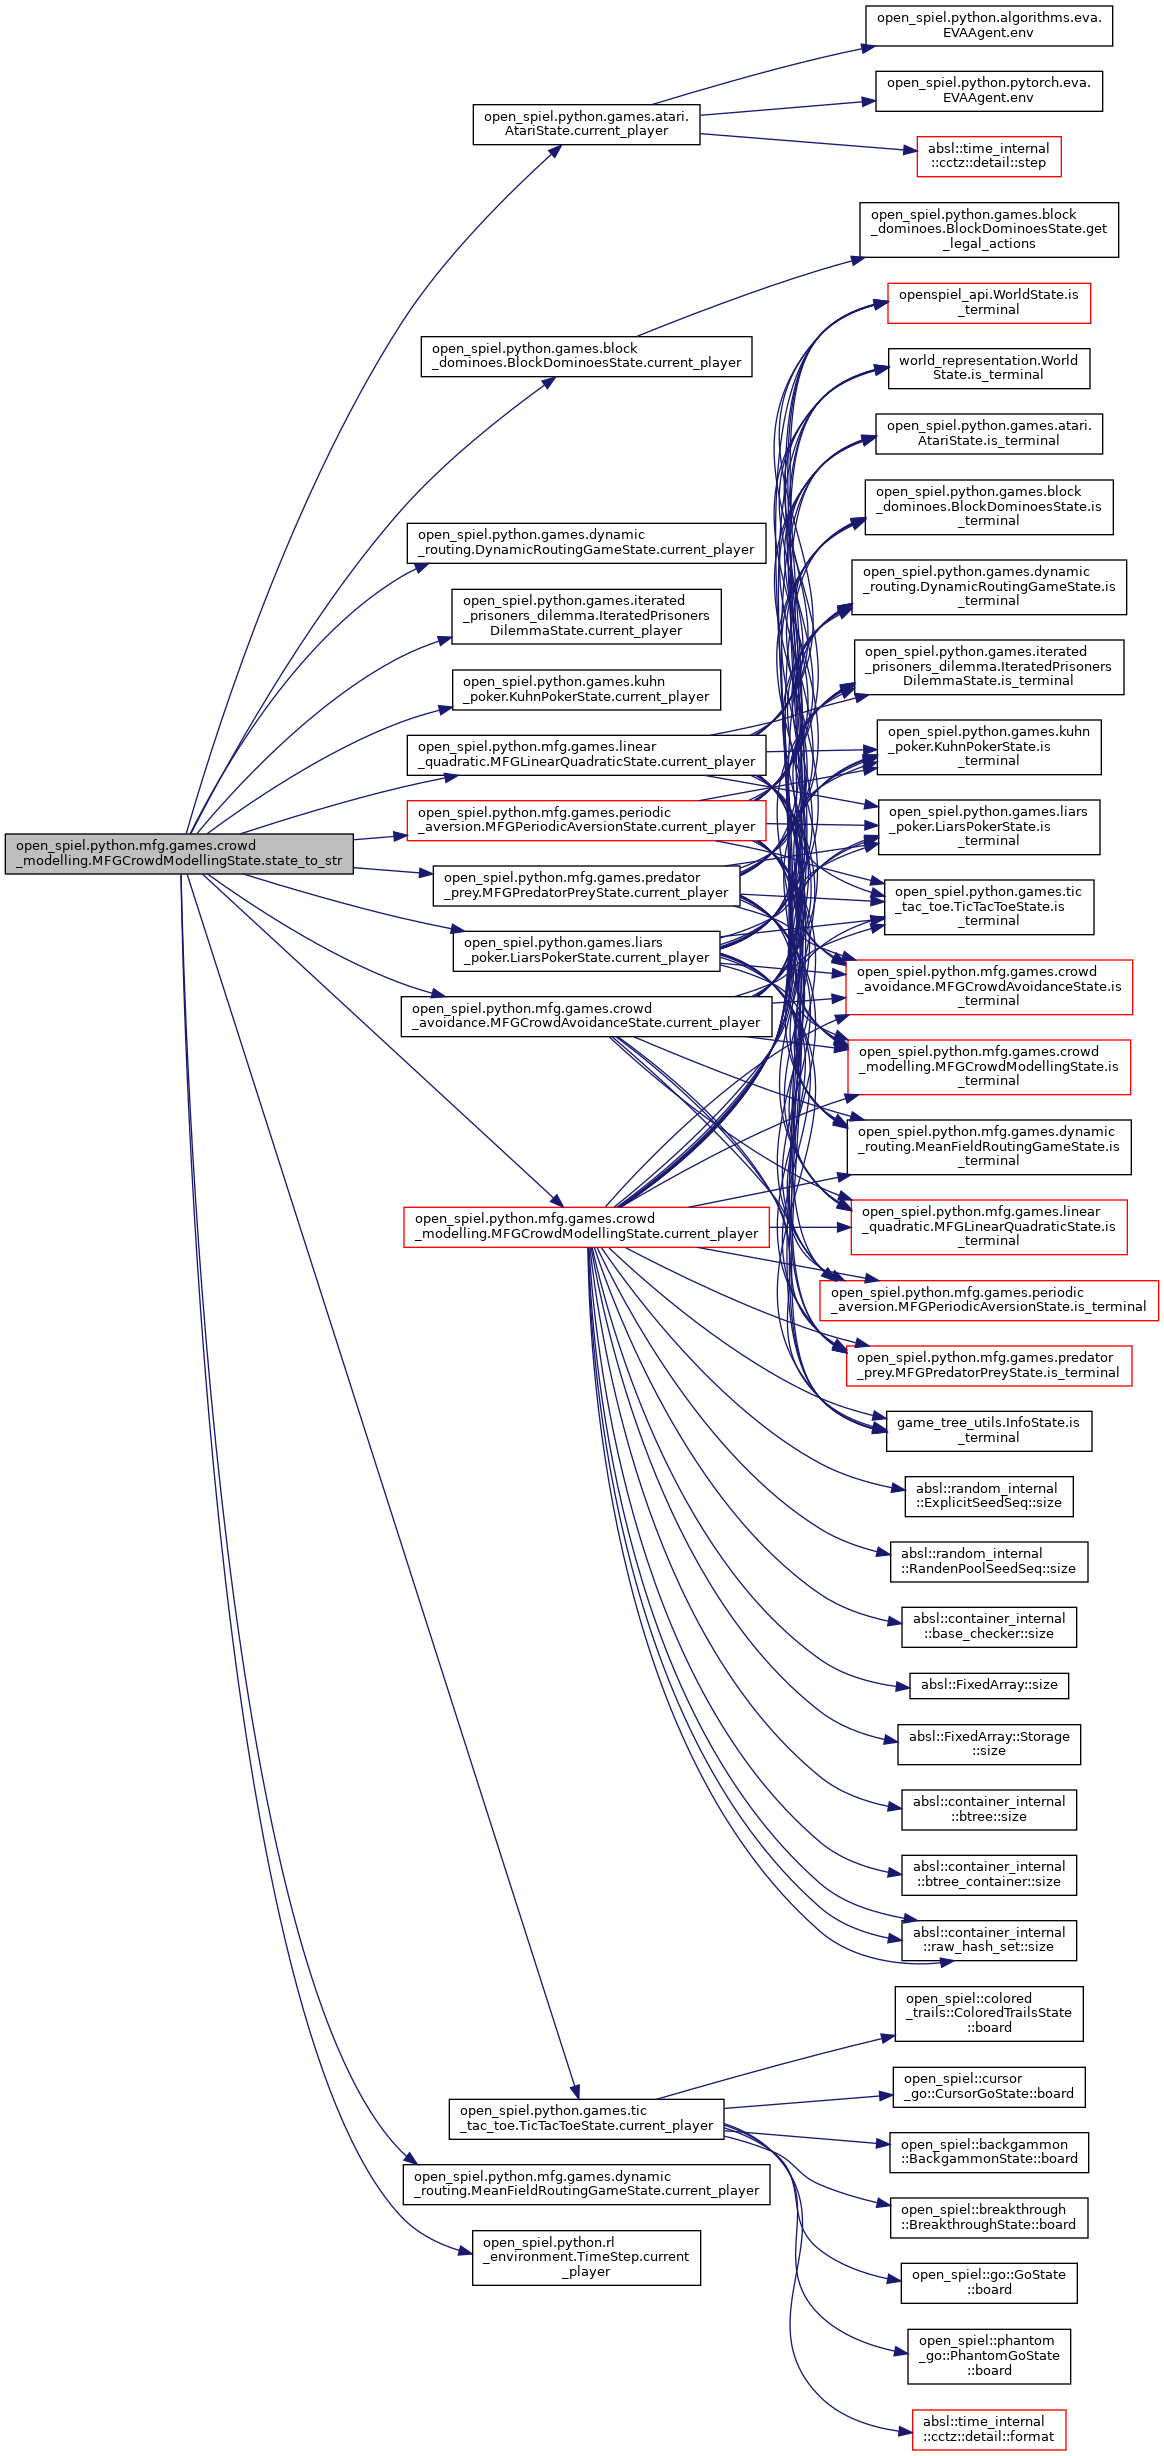 open_spiel.python.mfg.games.crowd
_modelling.MFGCrowdModellingState.state_to_str
open_spiel.python.games.atari.
AtariState.current_player
open_spiel.python.games.block
_dominoes.BlockDominoesState.current_player
open_spiel.python.games.dynamic
_routing.DynamicRoutingGameState.current_player
open_spiel.python.games.iterated
_prisoners_dilemma.IteratedPrisoners
DilemmaState.current_player
open_spiel.python.games.kuhn
_poker.KuhnPokerState.current_player
open_spiel.python.mfg.games.linear
_quadratic.MFGLinearQuadraticState.current_player
open_spiel.python.mfg.games.periodic
_aversion.MFGPeriodicAversionState.current_player
open_spiel.python.mfg.games.predator
_prey.MFGPredatorPreyState.current_player
open_spiel.python.games.liars
_poker.LiarsPokerState.current_player
open_spiel.python.mfg.games.crowd
_avoidance.MFGCrowdAvoidanceState.current_player
open_spiel.python.mfg.games.crowd
_modelling.MFGCrowdModellingState.current_player
open_spiel.python.games.tic
_tac_toe.TicTacToeState.current_player
open_spiel.python.mfg.games.dynamic
_routing.MeanFieldRoutingGameState.current_player
open_spiel.python.rl
_environment.TimeStep.current
_player
open_spiel.python.algorithms.eva.
EVAAgent.env
open_spiel.python.pytorch.eva.
EVAAgent.env
absl::time_internal
::cctz::detail::step
open_spiel.python.games.block
_dominoes.BlockDominoesState.get
_legal_actions
openspiel_api.WorldState.is
_terminal
world_representation.World
State.is_terminal
open_spiel.python.games.atari.
AtariState.is_terminal
open_spiel.python.games.block
_dominoes.BlockDominoesState.is
_terminal
open_spiel.python.games.dynamic
_routing.DynamicRoutingGameState.is
_terminal
open_spiel.python.games.iterated
_prisoners_dilemma.IteratedPrisoners
DilemmaState.is_terminal
open_spiel.python.games.kuhn
_poker.KuhnPokerState.is
_terminal
open_spiel.python.games.liars
_poker.LiarsPokerState.is
_terminal
open_spiel.python.games.tic
_tac_toe.TicTacToeState.is
_terminal
open_spiel.python.mfg.games.crowd
_avoidance.MFGCrowdAvoidanceState.is
_terminal
open_spiel.python.mfg.games.crowd
_modelling.MFGCrowdModellingState.is
_terminal
open_spiel.python.mfg.games.dynamic
_routing.MeanFieldRoutingGameState.is
_terminal
open_spiel.python.mfg.games.linear
_quadratic.MFGLinearQuadraticState.is
_terminal
open_spiel.python.mfg.games.periodic
_aversion.MFGPeriodicAversionState.is_terminal
open_spiel.python.mfg.games.predator
_prey.MFGPredatorPreyState.is_terminal
game_tree_utils.InfoState.is
_terminal
absl::random_internal
::ExplicitSeedSeq::size
absl::random_internal
::RandenPoolSeedSeq::size
absl::container_internal
::base_checker::size
absl::FixedArray::size
absl::FixedArray::Storage
::size
absl::container_internal
::btree::size
absl::container_internal
::btree_container::size
absl::container_internal
::raw_hash_set::size
open_spiel::colored
_trails::ColoredTrailsState
::board
open_spiel::cursor
_go::CursorGoState::board
open_spiel::backgammon
::BackgammonState::board
open_spiel::breakthrough
::BreakthroughState::board
open_spiel::go::GoState
::board
open_spiel::phantom
_go::PhantomGoState
::board
absl::time_internal
::cctz::detail::format